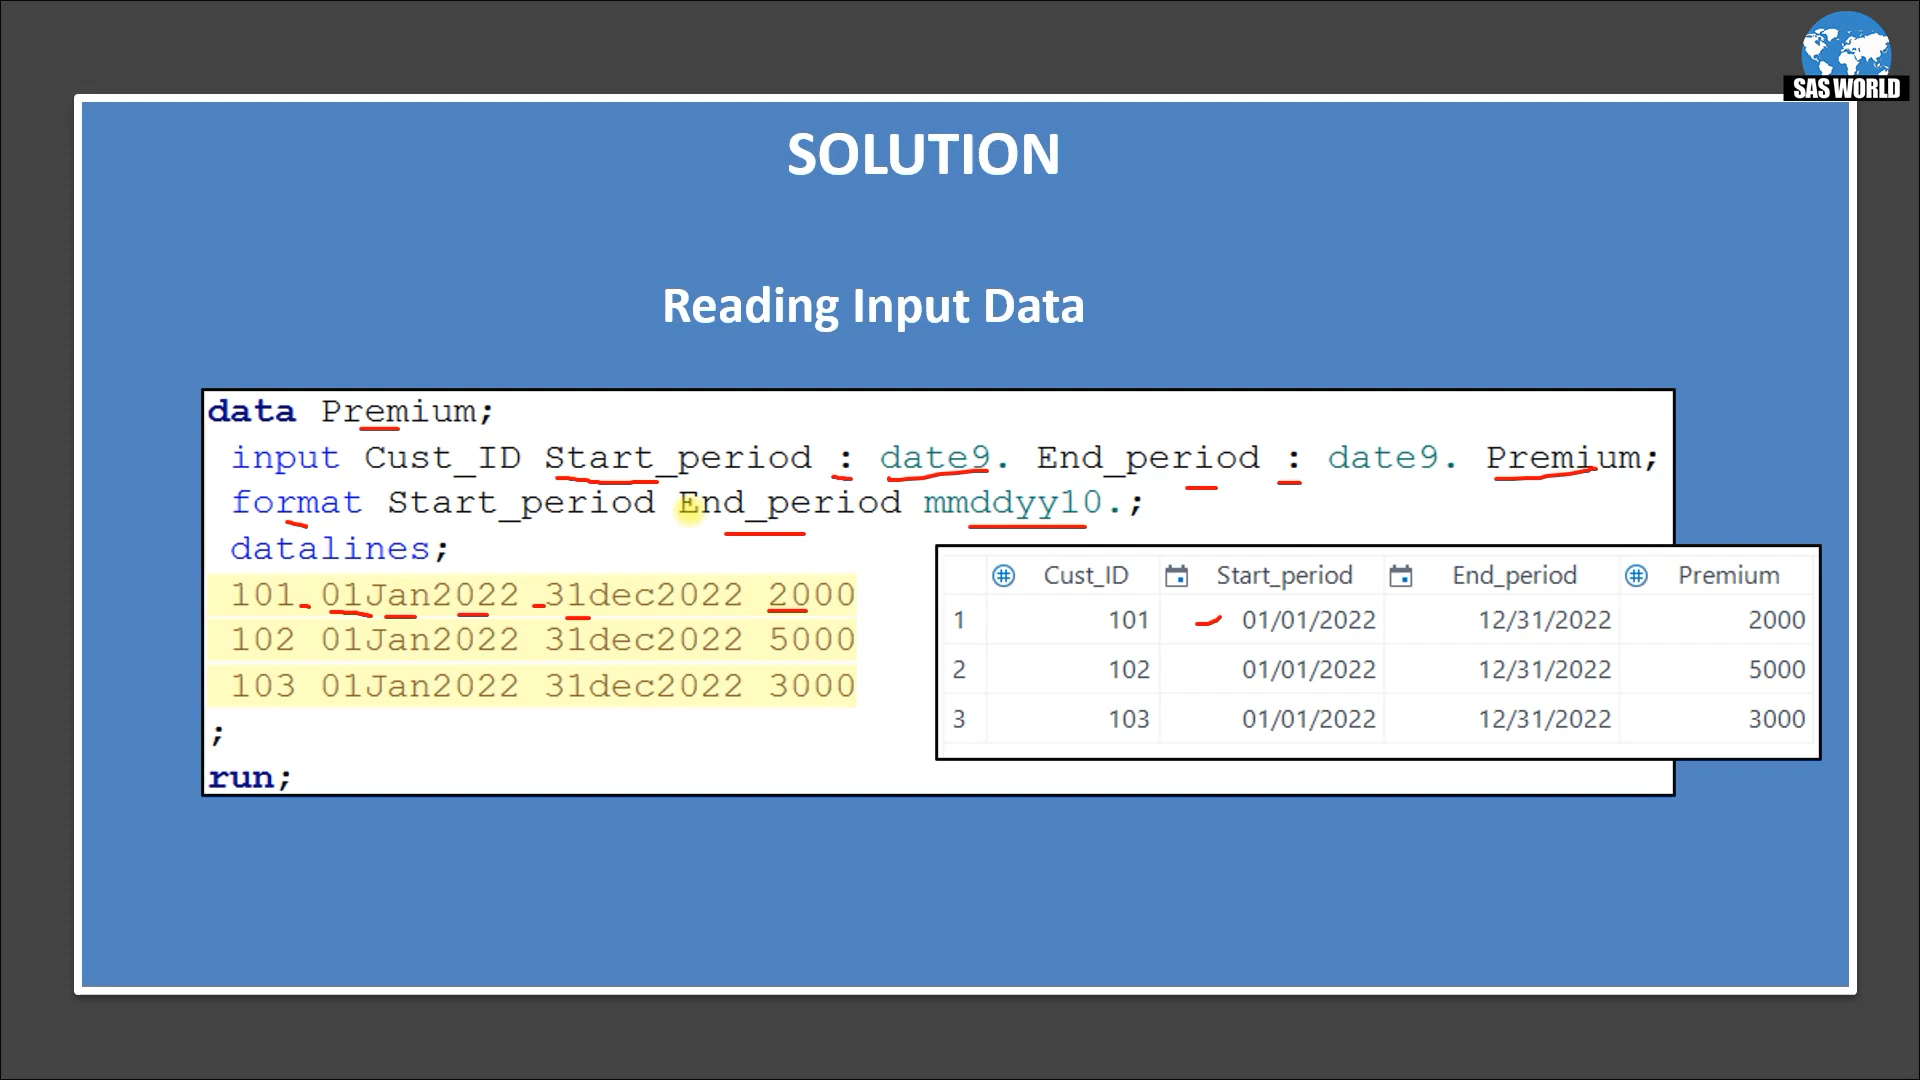 SAS WORLD
SOLUTION
Reading Input Data
data Premium;
input Cust_ID Start_period : date9. End_period : date9. Premium;
format Start_period End_period mmddyy10.;
datalines;
101 01Jan2022 31dec2022 2000
102 01Jan2022 31dec2022 5000
103 01Jan2022 31dec2022 3000
;
run;
Cust_ID Start_period End_period Premium
1 101 01/01/2022 12/31/2022 2000
2 102 01/01/2022 12/31/2022 5000
3 103 01/01/2022 12/31/2022 3000